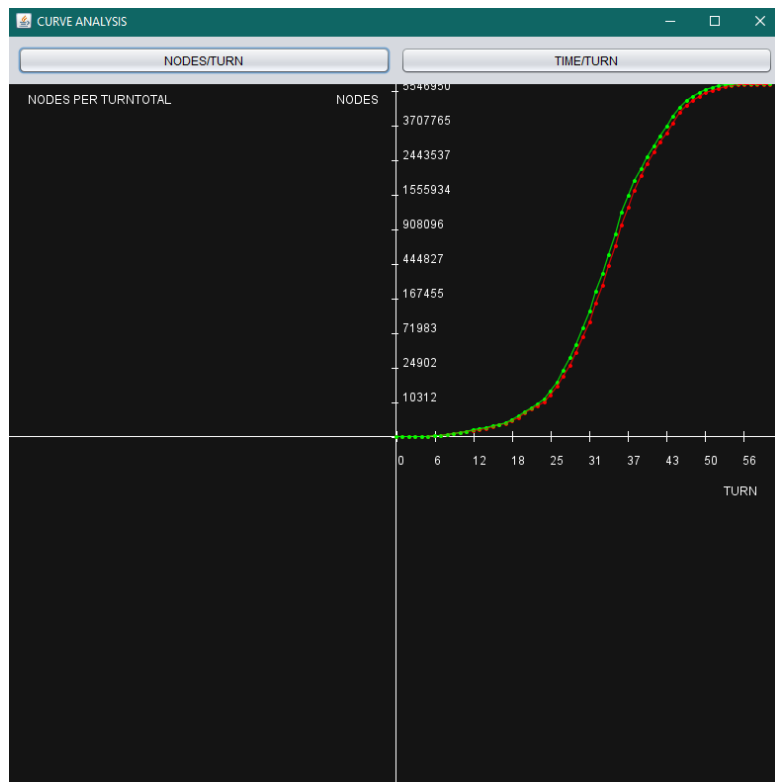 CURVE ANALYSIS
NODES/TURN
TIME/TURN
NODES PER TURNTOTAL
NODES
5546950
3707765
2443537
1555934
908096
444827
167455
71983
24902
10312
0 6 12 18 25 31 37 43 50 56
TURN